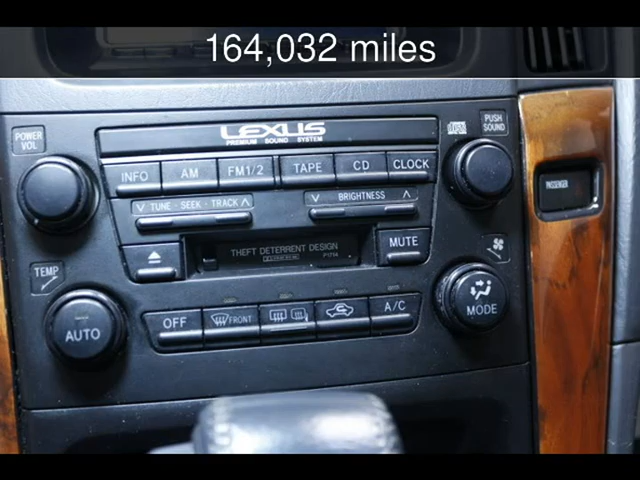 164,032 miles
POWER
VOL
LEXUS
PREMIUM SOUND SYSTEM
PUSH
SOUND
INFO AM FM1/2 TAPE CD CLOCK
TUNE · SEEK · TRACK
BRIGHTNESS
THEFT DETERRENT DESIGN
MUTE
PASSENGER
TEMP
AUTO
OFF FRONT A/C
MODE